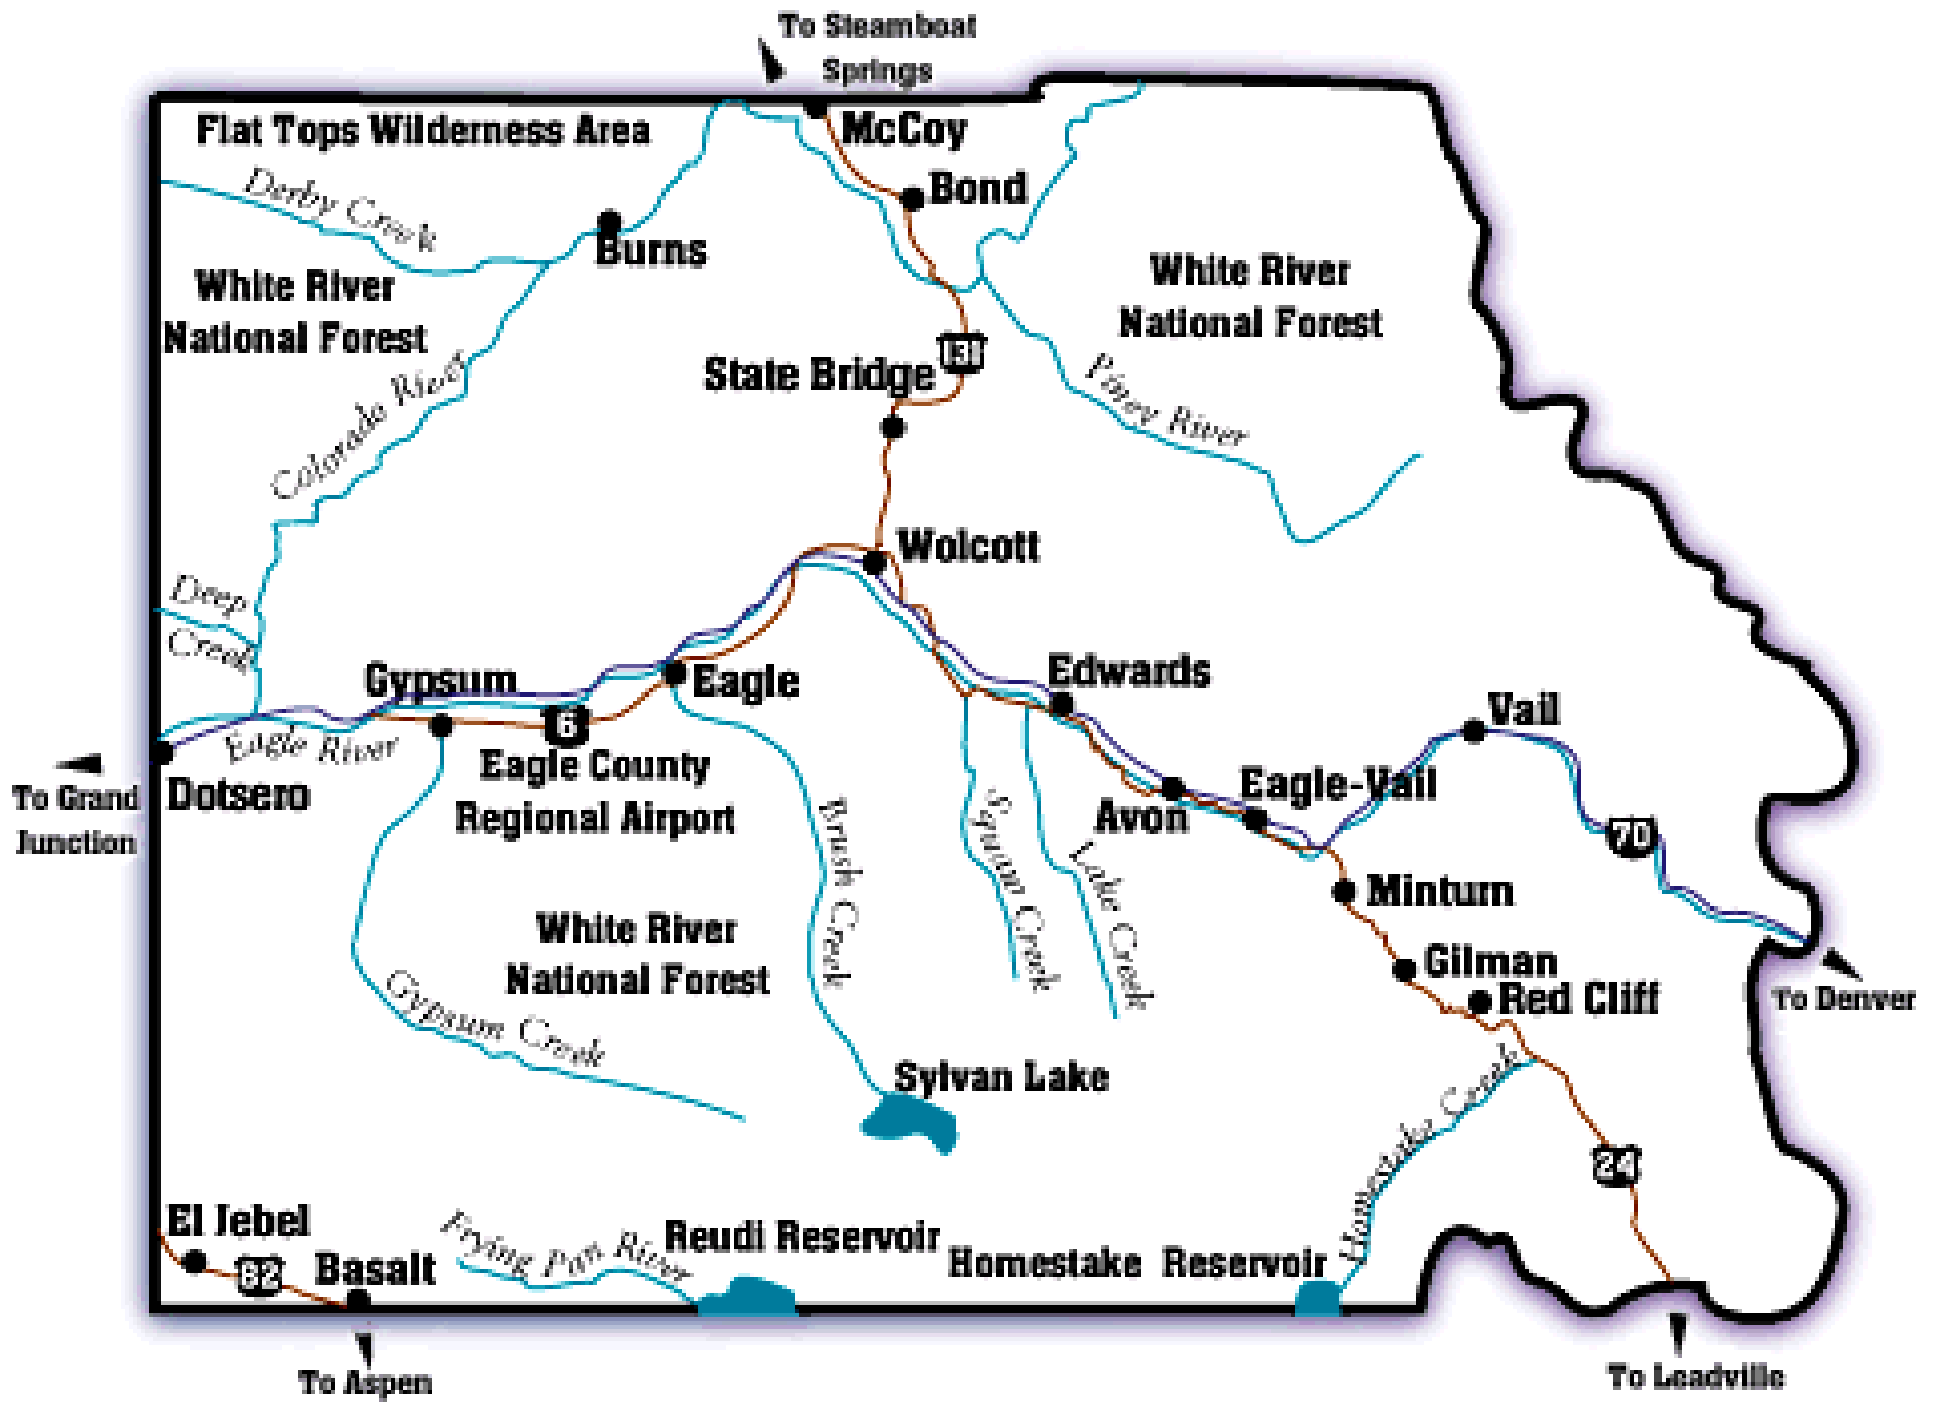 To Steamboat
Springs
Flat Tops Wilderness Area
McCoy
Derby Creek
Bond
Burns
White River
National Forest
White River
National Forest
131
State Bridge
Colorado River
Piney River
Wolcott
Deep
Creek
Gypsum
Eagle
Edwards
Vail
6
Eagle River
Eagle County
Regional Airport
To Grand
Junction
Dotsero
Eagle-Vail
Avon
70
Brush Creek
Squaw Creek
Lake Creek
Minturn
White River
National Forest
Gilman
Red Cliff
To Denver
Gypsum Creek
Sylvan Lake
Homestake Creek
24
El Jebel
82
Basalt
Frying Pan River
Reudi Reservoir
Homestake Reservoir
To Aspen
To Leadville